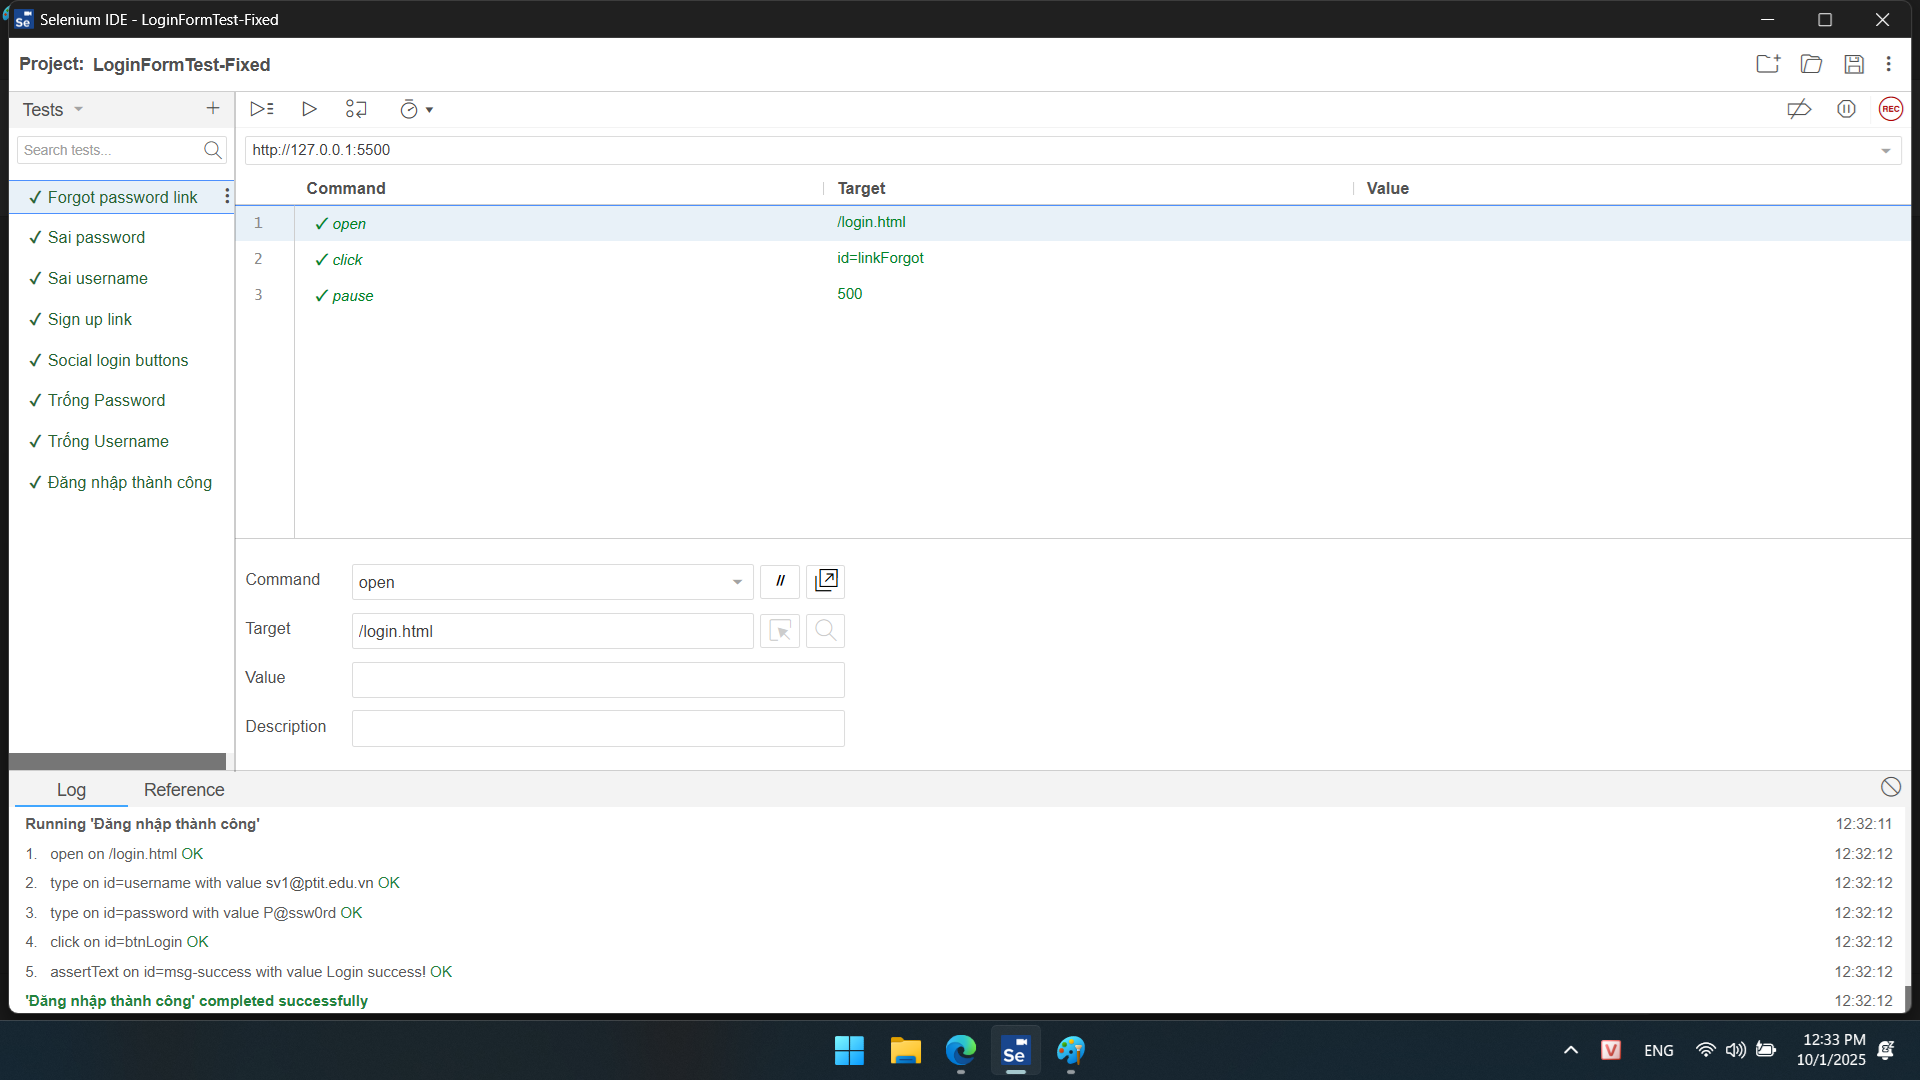 Selenium IDE - LoginFormTest-Fixed
Project: LoginFormTest-Fixed
Tests
Search tests...
✓ Forgot password link
✓ Sai password
✓ Sai username
✓ Sign up link
✓ Social login buttons
✓ Trống Password
✓ Trống Username
✓ Đăng nhập thành công
REC
http://127.0.0.1:5500
Command Target Value
1 ✓ open /login.html
2 ✓ click id=linkForgot
3 ✓ pause 500
Command open //
Target /login.html
Value
Description
Log Reference
Running 'Đăng nhập thành công' 12:32:11
1. open on /login.html OK 12:32:12
2. type on id=username with value sv1@ptit.edu.vn OK 12:32:12
3. type on id=password with value P@ssw0rd OK 12:32:12
4. click on id=btnLogin OK 12:32:12
5. assertText on id=msg-success with value Login success! OK 12:32:12
'Đăng nhập thành công' completed successfully 12:32:12
Se
V
ENG
12:33 PM
10/1/2025